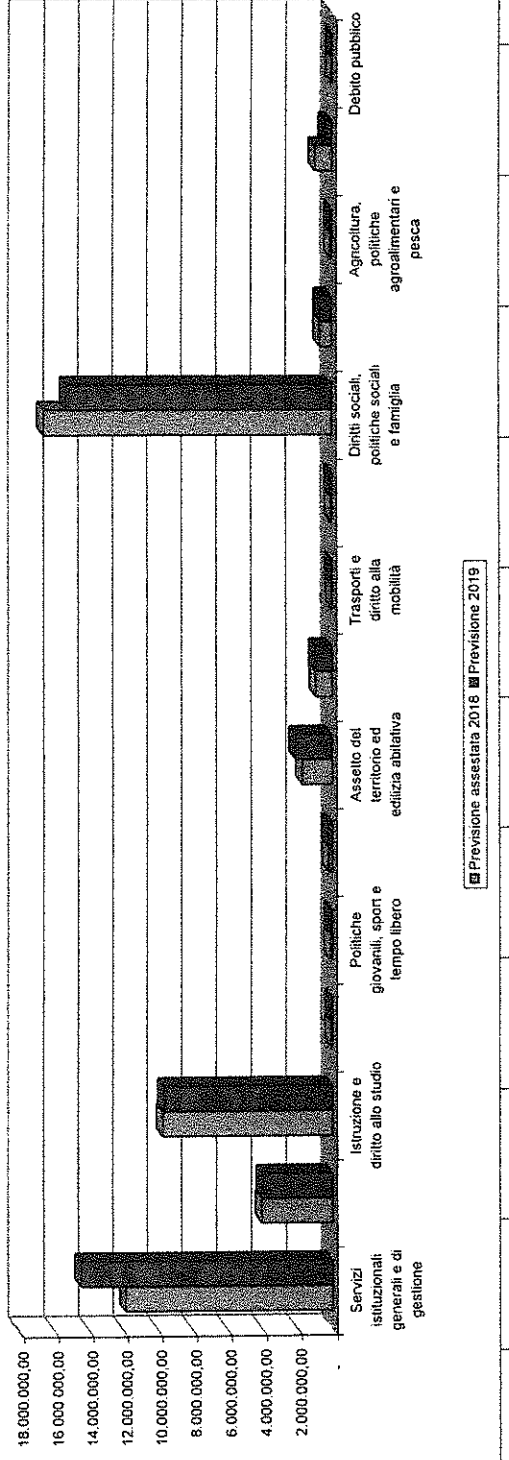 18.000.000,00
16 000 000,00
14.000.000,00
12.000.000,00
10.000.000,00
8.000.000,00
6.000.000,00
4.000.000,00
2.000.000,00
-
Servizi
istituzionali
generali e di
gestione
Istruzione e
diritto allo studio
Politiche
giovanili, sport e
tempo libero
Assetto del
territorio ed
edilizia abitativa
Trasporti e
diritto alla
mobilità
Diritti sociali,
politiche sociali
e famiglia
Agricoltura,
politiche
agroalimentari e
pesca
Debito pubblico
Previsione assestata 2018 Previsione 2019